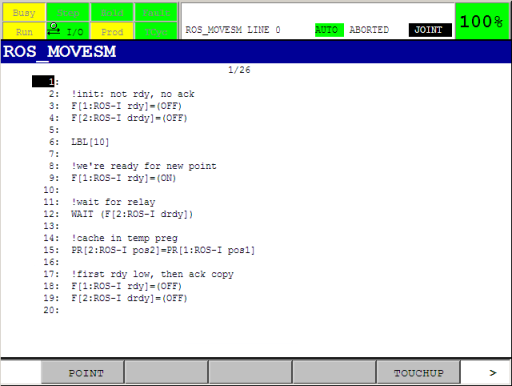 Busy Step Hold Fault
Run I/O Prod
ROS_MOVESM LINE 0 AUTO ABORTED JOINT 100%
ROS_MOVESM
1/26
1:
2: !init: not rdy, no ack
3: F[1:ROS-I rdy]=(OFF)
4: F[2:ROS-I drdy]=(OFF)
5:
6: LBL[10]
7:
8: !we're ready for new point
9: F[1:ROS-I rdy]=(ON)
10:
11: !wait for relay
12: WAIT (F[2:ROS-I drdy])
13:
14: !cache in temp preg
15: PR[2:ROS-I pos2]=PR[1:ROS-I pos1]
16:
17: !first rdy low, then ack copy
18: F[1:ROS-I rdy]=(OFF)
19: F[2:ROS-I drdy]=(OFF)
20:
POINT TOUCHUP >